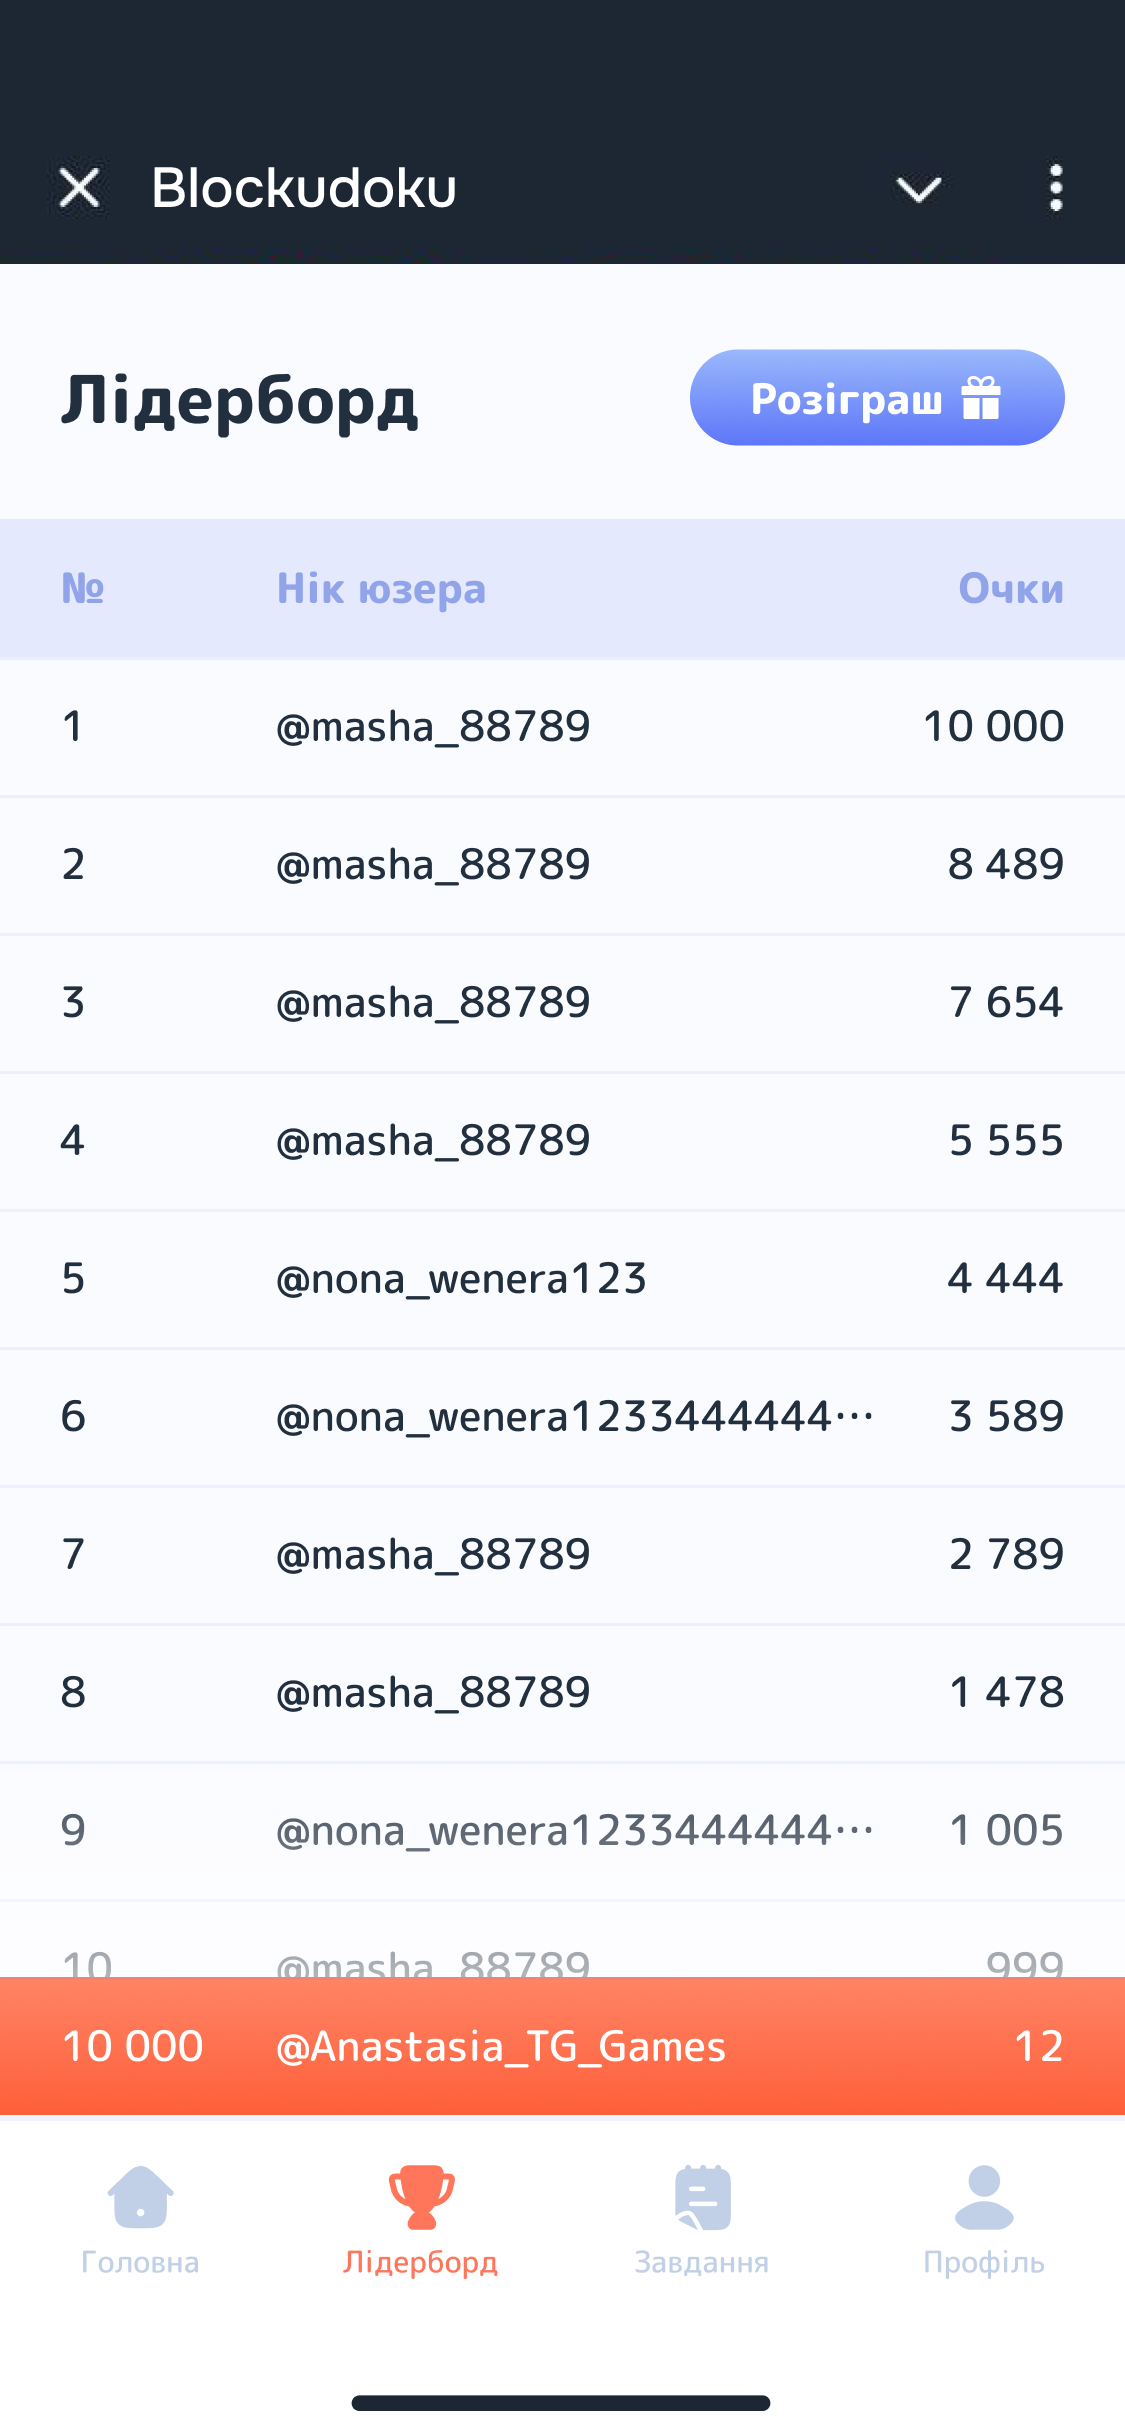 Blockudoku
Лідерборд
Розіграш
№ Нік юзера Очки
1 @masha_88789 10 000
2 @masha_88789 8 489
3 @masha_88789 7 654
4 @masha_88789 5 555
5 @nona_wenera123 4 444
6 @nona_wenera1233444444… 3 589
7 @masha_88789 2 789
8 @masha_88789 1 478
9 @nona_wenera1233444444… 1 005
10 @masha_88789 999
10 000 @Anastasia_TG_Games 12
Головна Лідерборд Завдання Профіль